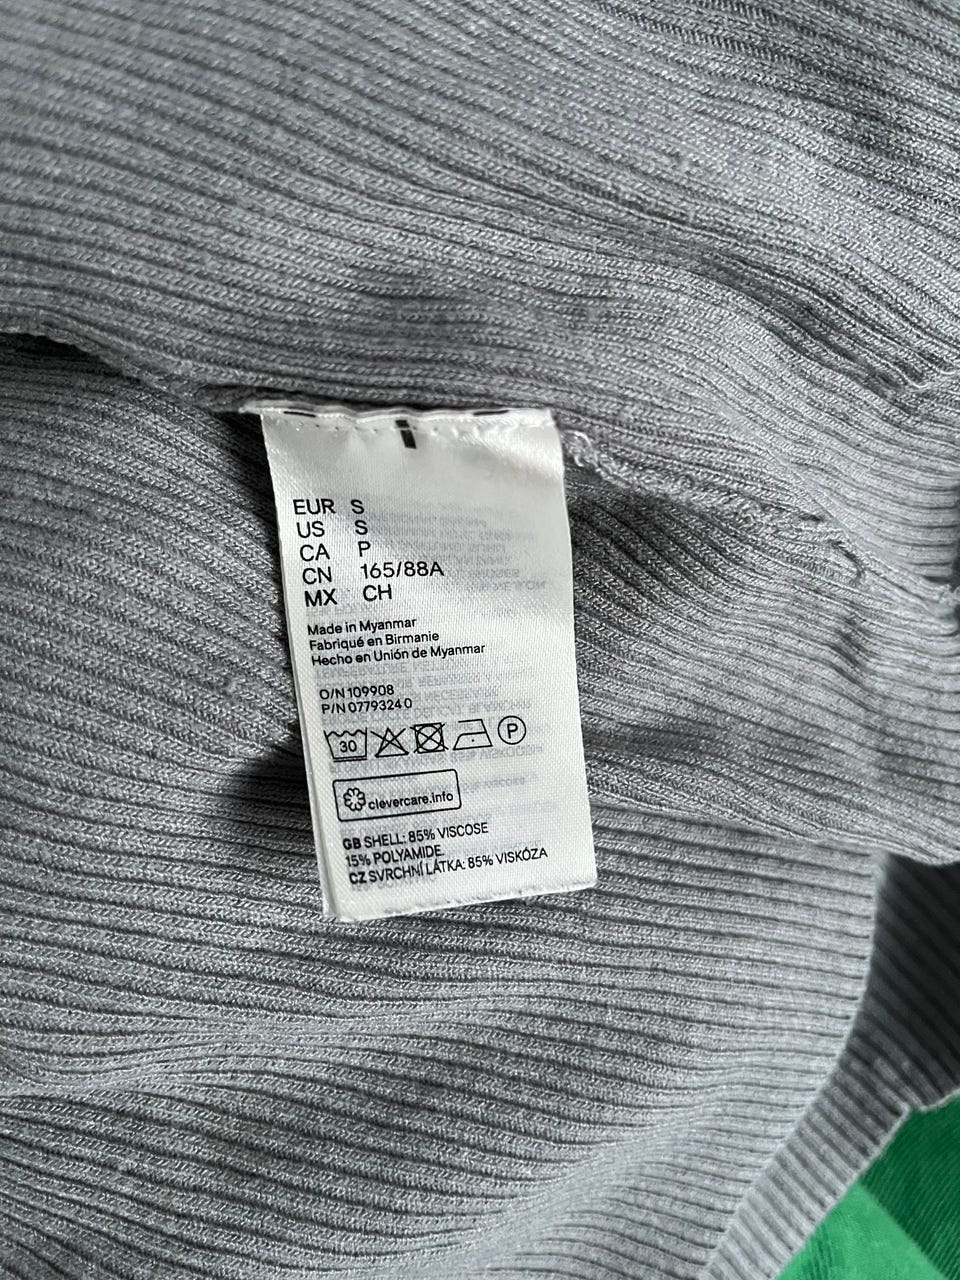 EUR S
US S
CA P
CN 165/88A
MX CH
Made in Myanmar
Fabriqué en Birmanie
Hecho en Unión de Myanmar
O/N 109908
P/N 0779324 0
30
P
clevercare.info
GB SHELL: 85% VISCOSE
15% POLYAMIDE.
CZ SVRCHNÍ LÁTKA: 85% VISKÓZA